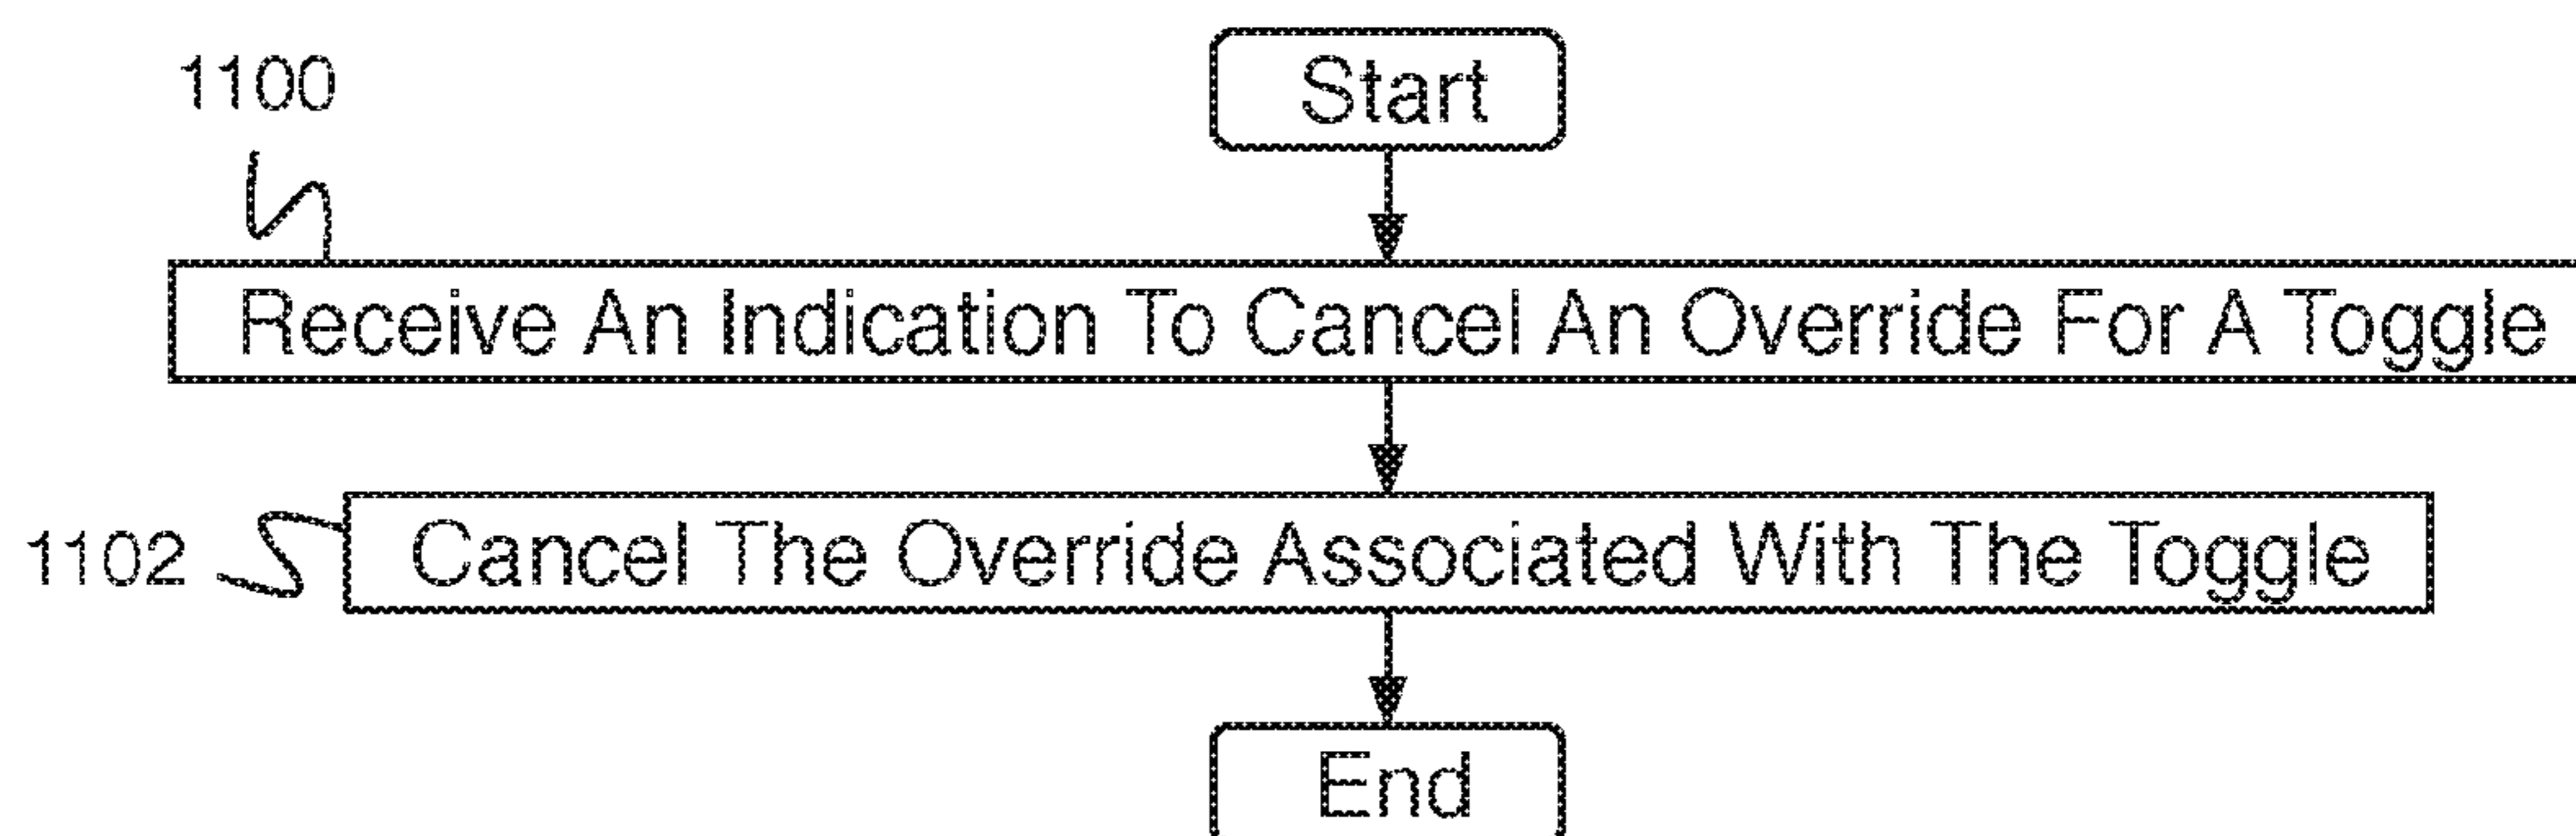 1100
Start
Receive An Indication To Cancel An Override For A Toggle
1102
Cancel The Override Associated With The Toggle
End